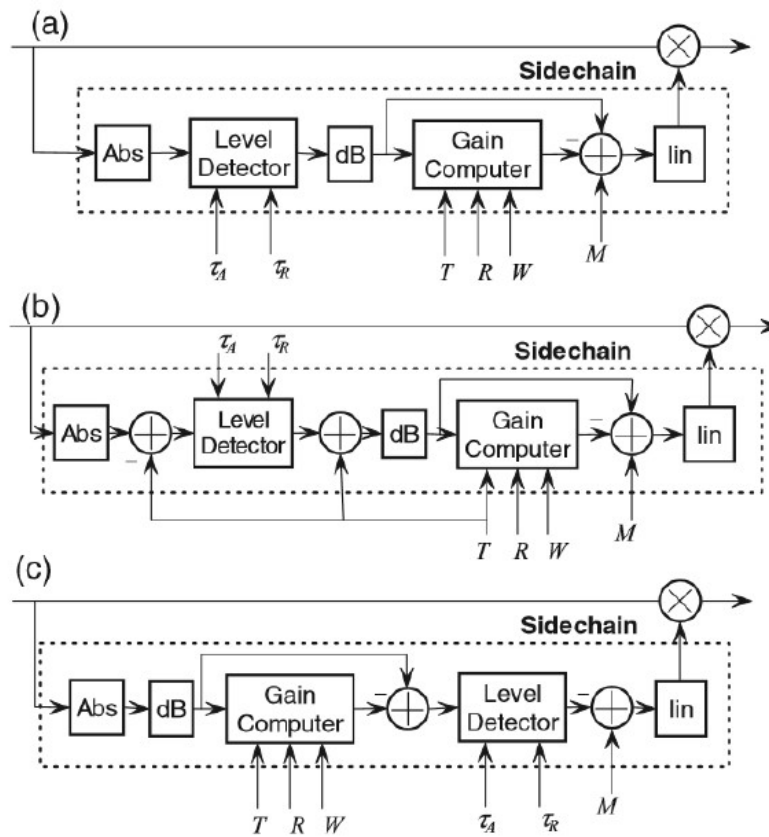 (a)
Sidechain
Abs
Level
Detector
dB
Gain
Computer
−
lin
τA
τR
T
R
W
M
(b)
τA
τR
Sidechain
Abs
−
Level
Detector
dB
Gain
Computer
−
lin
T
R
W
M
(c)
Sidechain
Abs
dB
Gain
Computer
−
Level
Detector
−
lin
T
R
W
τA
τR
M